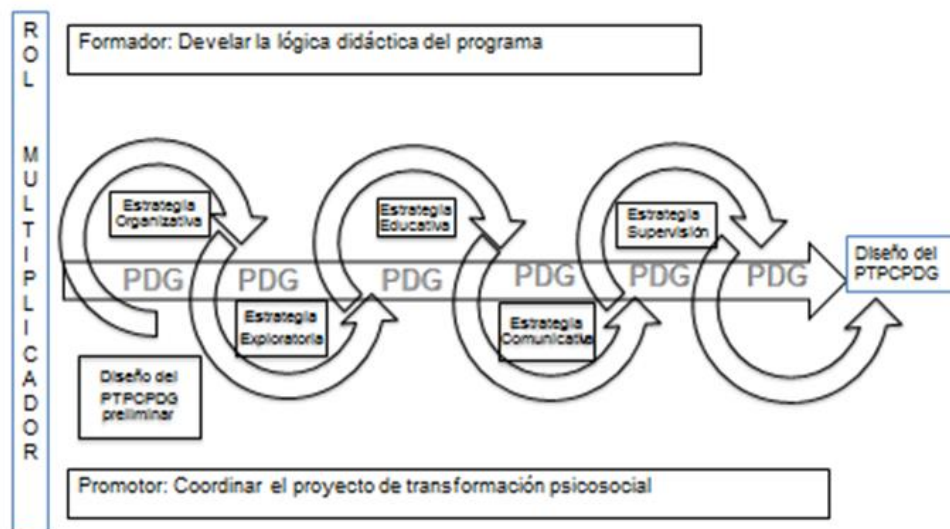 ROL MULTIPLICADOR
Formador: Develar la lógica didáctica del programa
Estrategia
Organizativa
Estrategia
Educativa
Estrategia
Supervisión
PDG PDG PDG PDG PDG PDG
Diseño del
PTPCPDG
Estrategia
Exploratoria
Estrategia
Comunicativa
Diseño del
PTPCPDG
preliminar
Promotor: Coordinar el proyecto de transformación psicosocial